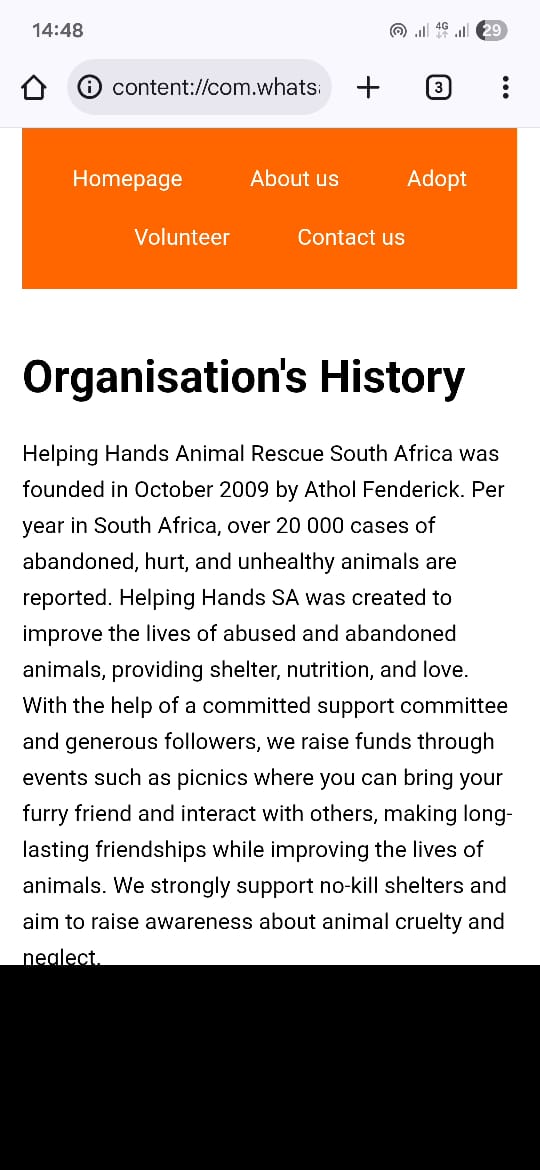 14:48
4G
29
content://com.whats
3
Homepage About us Adopt
Volunteer Contact us
Organisation's History
Helping Hands Animal Rescue South Africa was
founded in October 2009 by Athol Fenderick. Per
year in South Africa, over 20 000 cases of
abandoned, hurt, and unhealthy animals are
reported. Helping Hands SA was created to
improve the lives of abused and abandoned
animals, providing shelter, nutrition, and love.
With the help of a committed support committee
and generous followers, we raise funds through
events such as picnics where you can bring your
furry friend and interact with others, making long-
lasting friendships while improving the lives of
animals. We strongly support no-kill shelters and
aim to raise awareness about animal cruelty and
neglect.